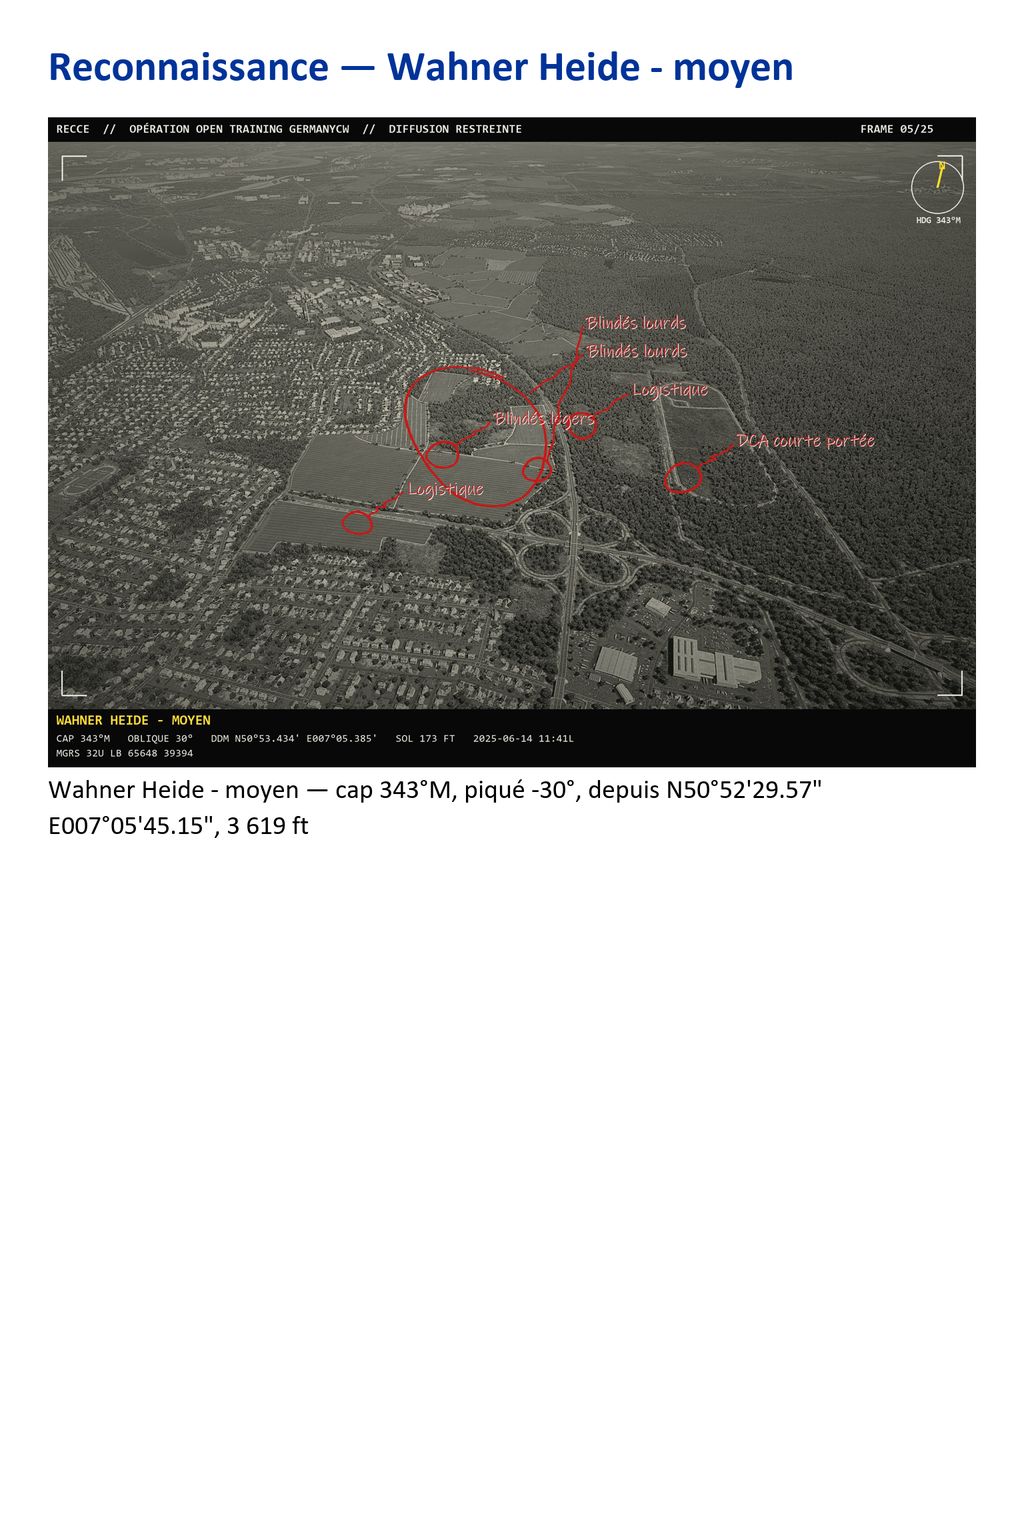 Reconnaissance — Wahner Heide - moyen
RECCE // OPÉRATION OPEN TRAINING GERMANYCW // DIFFUSION RESTREINTE FRAME 05/25
N
HDG 343°M
Blindés lourds
Blindés lourds
Logistique
Blindés légers
DCA courte portée
Logistique
WAHNER HEIDE - MOYEN
CAP 343°M OBLIQUE 30° DDM N50°53.434' E007°05.385' SOL 173 FT 2025-06-14 11:41L
MGRS 32U LB 65648 39394
Wahner Heide - moyen — cap 343°M, piqué -30°, depuis N50°52'29.57"
E007°05'45.15", 3 619 ft